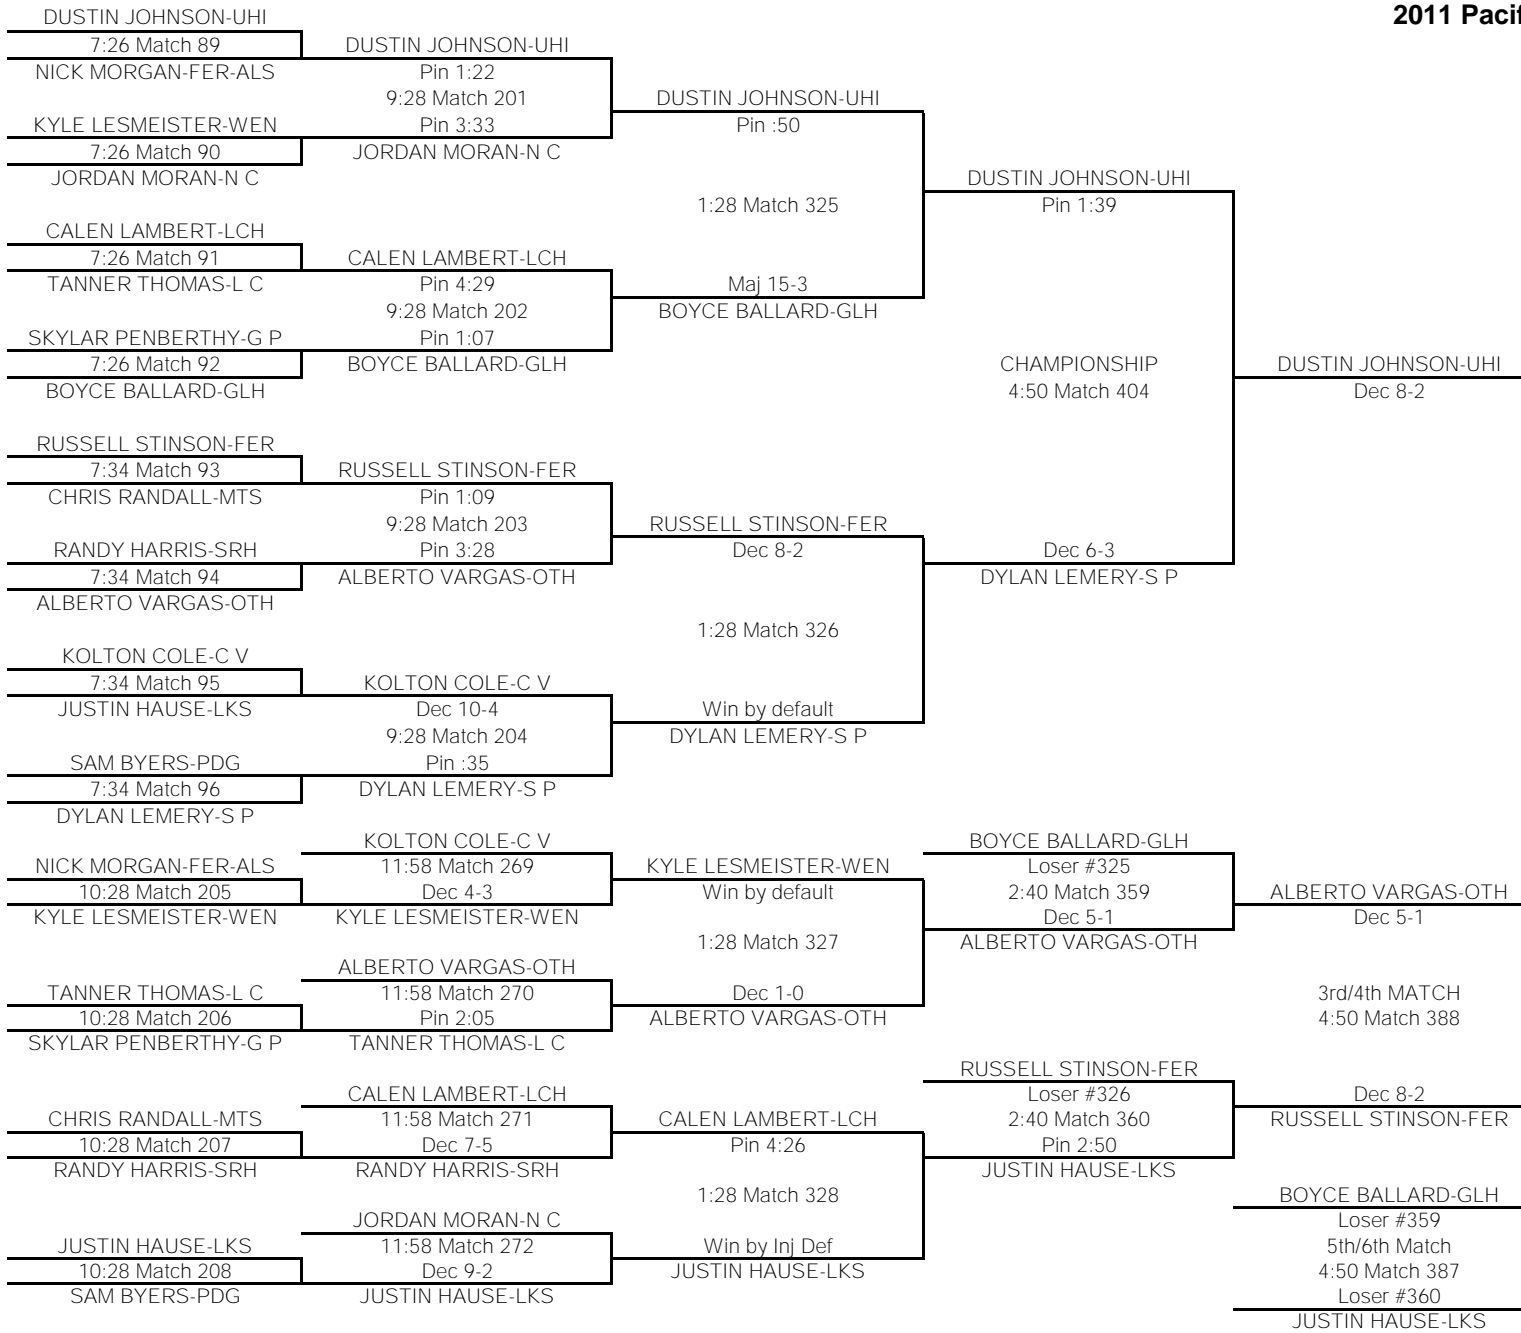 2011 Pacif
DUSTIN JOHNSON-UHI
7:26 Match 89
NICK MORGAN-FER-ALS
KYLE LESMEISTER-WEN
7:26 Match 90
JORDAN MORAN-N C
CALEN LAMBERT-LCH
7:26 Match 91
TANNER THOMAS-L C
SKYLAR PENBERTHY-G P
7:26 Match 92
BOYCE BALLARD-GLH
RUSSELL STINSON-FER
7:34 Match 93
CHRIS RANDALL-MTS
RANDY HARRIS-SRH
7:34 Match 94
ALBERTO VARGAS-OTH
KOLTON COLE-C V
7:34 Match 95
JUSTIN HAUSE-LKS
SAM BYERS-PDG
7:34 Match 96
DYLAN LEMERY-S P
DUSTIN JOHNSON-UHI
Pin 1:22
9:28 Match 201
Pin 3:33
JORDAN MORAN-N C
CALEN LAMBERT-LCH
Pin 4:29
9:28 Match 202
Pin 1:07
BOYCE BALLARD-GLH
RUSSELL STINSON-FER
Pin 1:09
9:28 Match 203
Pin 3:28
ALBERTO VARGAS-OTH
KOLTON COLE-C V
Dec 10-4
9:28 Match 204
Pin :35
DYLAN LEMERY-S P
DUSTIN JOHNSON-UHI
Pin :50
1:28 Match 325
Maj 15-3
BOYCE BALLARD-GLH
RUSSELL STINSON-FER
Dec 8-2
1:28 Match 326
Win by default
DYLAN LEMERY-S P
DUSTIN JOHNSON-UHI
Pin 1:39
CHAMPIONSHIP
4:50 Match 404
Dec 6-3
DYLAN LEMERY-S P
DUSTIN JOHNSON-UHI
Dec 8-2
NICK MORGAN-FER-ALS
10:28 Match 205
KYLE LESMEISTER-WEN
TANNER THOMAS-L C
10:28 Match 206
SKYLAR PENBERTHY-G P
CHRIS RANDALL-MTS
10:28 Match 207
RANDY HARRIS-SRH
JUSTIN HAUSE-LKS
10:28 Match 208
SAM BYERS-PDG
KOLTON COLE-C V
11:58 Match 269
Dec 4-3
KYLE LESMEISTER-WEN
ALBERTO VARGAS-OTH
11:58 Match 270
Pin 2:05
TANNER THOMAS-L C
CALEN LAMBERT-LCH
11:58 Match 271
Dec 7-5
RANDY HARRIS-SRH
JORDAN MORAN-N C
11:58 Match 272
Dec 9-2
JUSTIN HAUSE-LKS
KYLE LESMEISTER-WEN
Win by default
1:28 Match 327
Dec 1-0
ALBERTO VARGAS-OTH
CALEN LAMBERT-LCH
Pin 4:26
1:28 Match 328
Win by Inj Def
JUSTIN HAUSE-LKS
BOYCE BALLARD-GLH
Loser #325
2:40 Match 359
Dec 5-1
ALBERTO VARGAS-OTH
RUSSELL STINSON-FER
Loser #326
2:40 Match 360
Pin 2:50
JUSTIN HAUSE-LKS
ALBERTO VARGAS-OTH
Dec 5-1
3rd/4th MATCH
4:50 Match 388
Dec 8-2
RUSSELL STINSON-FER
BOYCE BALLARD-GLH
Loser #359
5th/6th Match
4:50 Match 387
Loser #360
JUSTIN HAUSE-LKS